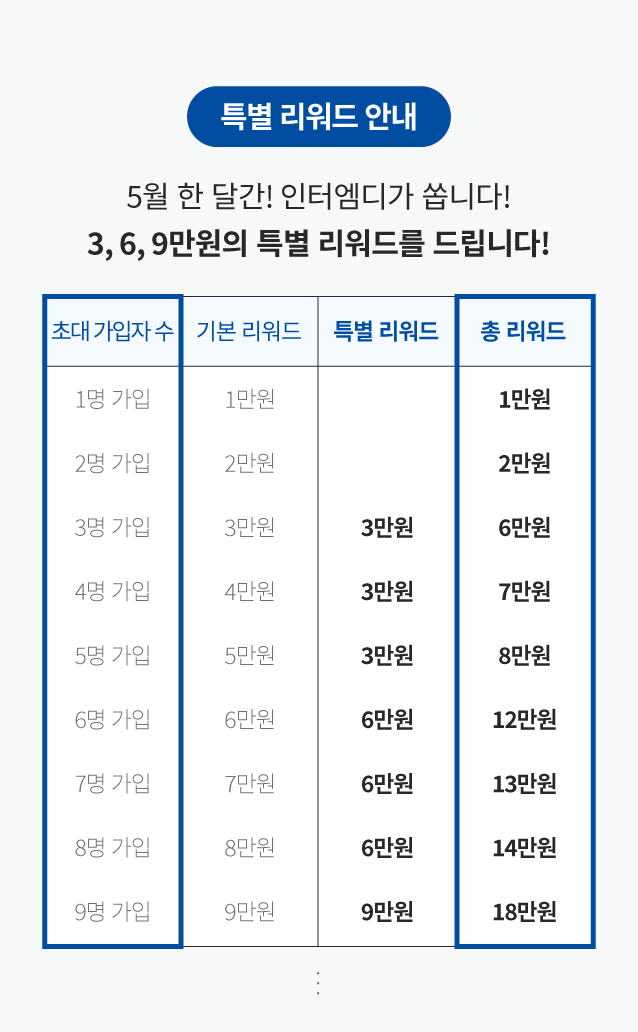 특별 리워드 안내
5월 한 달간! 인터엠디가 쏩니다!
3, 6, 9만원의 특별 리워드를 드립니다!
초대 가입자 수 기본 리워드 특별 리워드 총 리워드
1명 가입 1만원 1만원
2명 가입 2만원 2만원
3명 가입 3만원 3만원 6만원
4명 가입 4만원 3만원 7만원
5명 가입 5만원 3만원 8만원
6명 가입 6만원 6만원 12만원
7명 가입 7만원 6만원 13만원
8명 가입 8만원 6만원 14만원
9명 가입 9만원 9만원 18만원
⋮